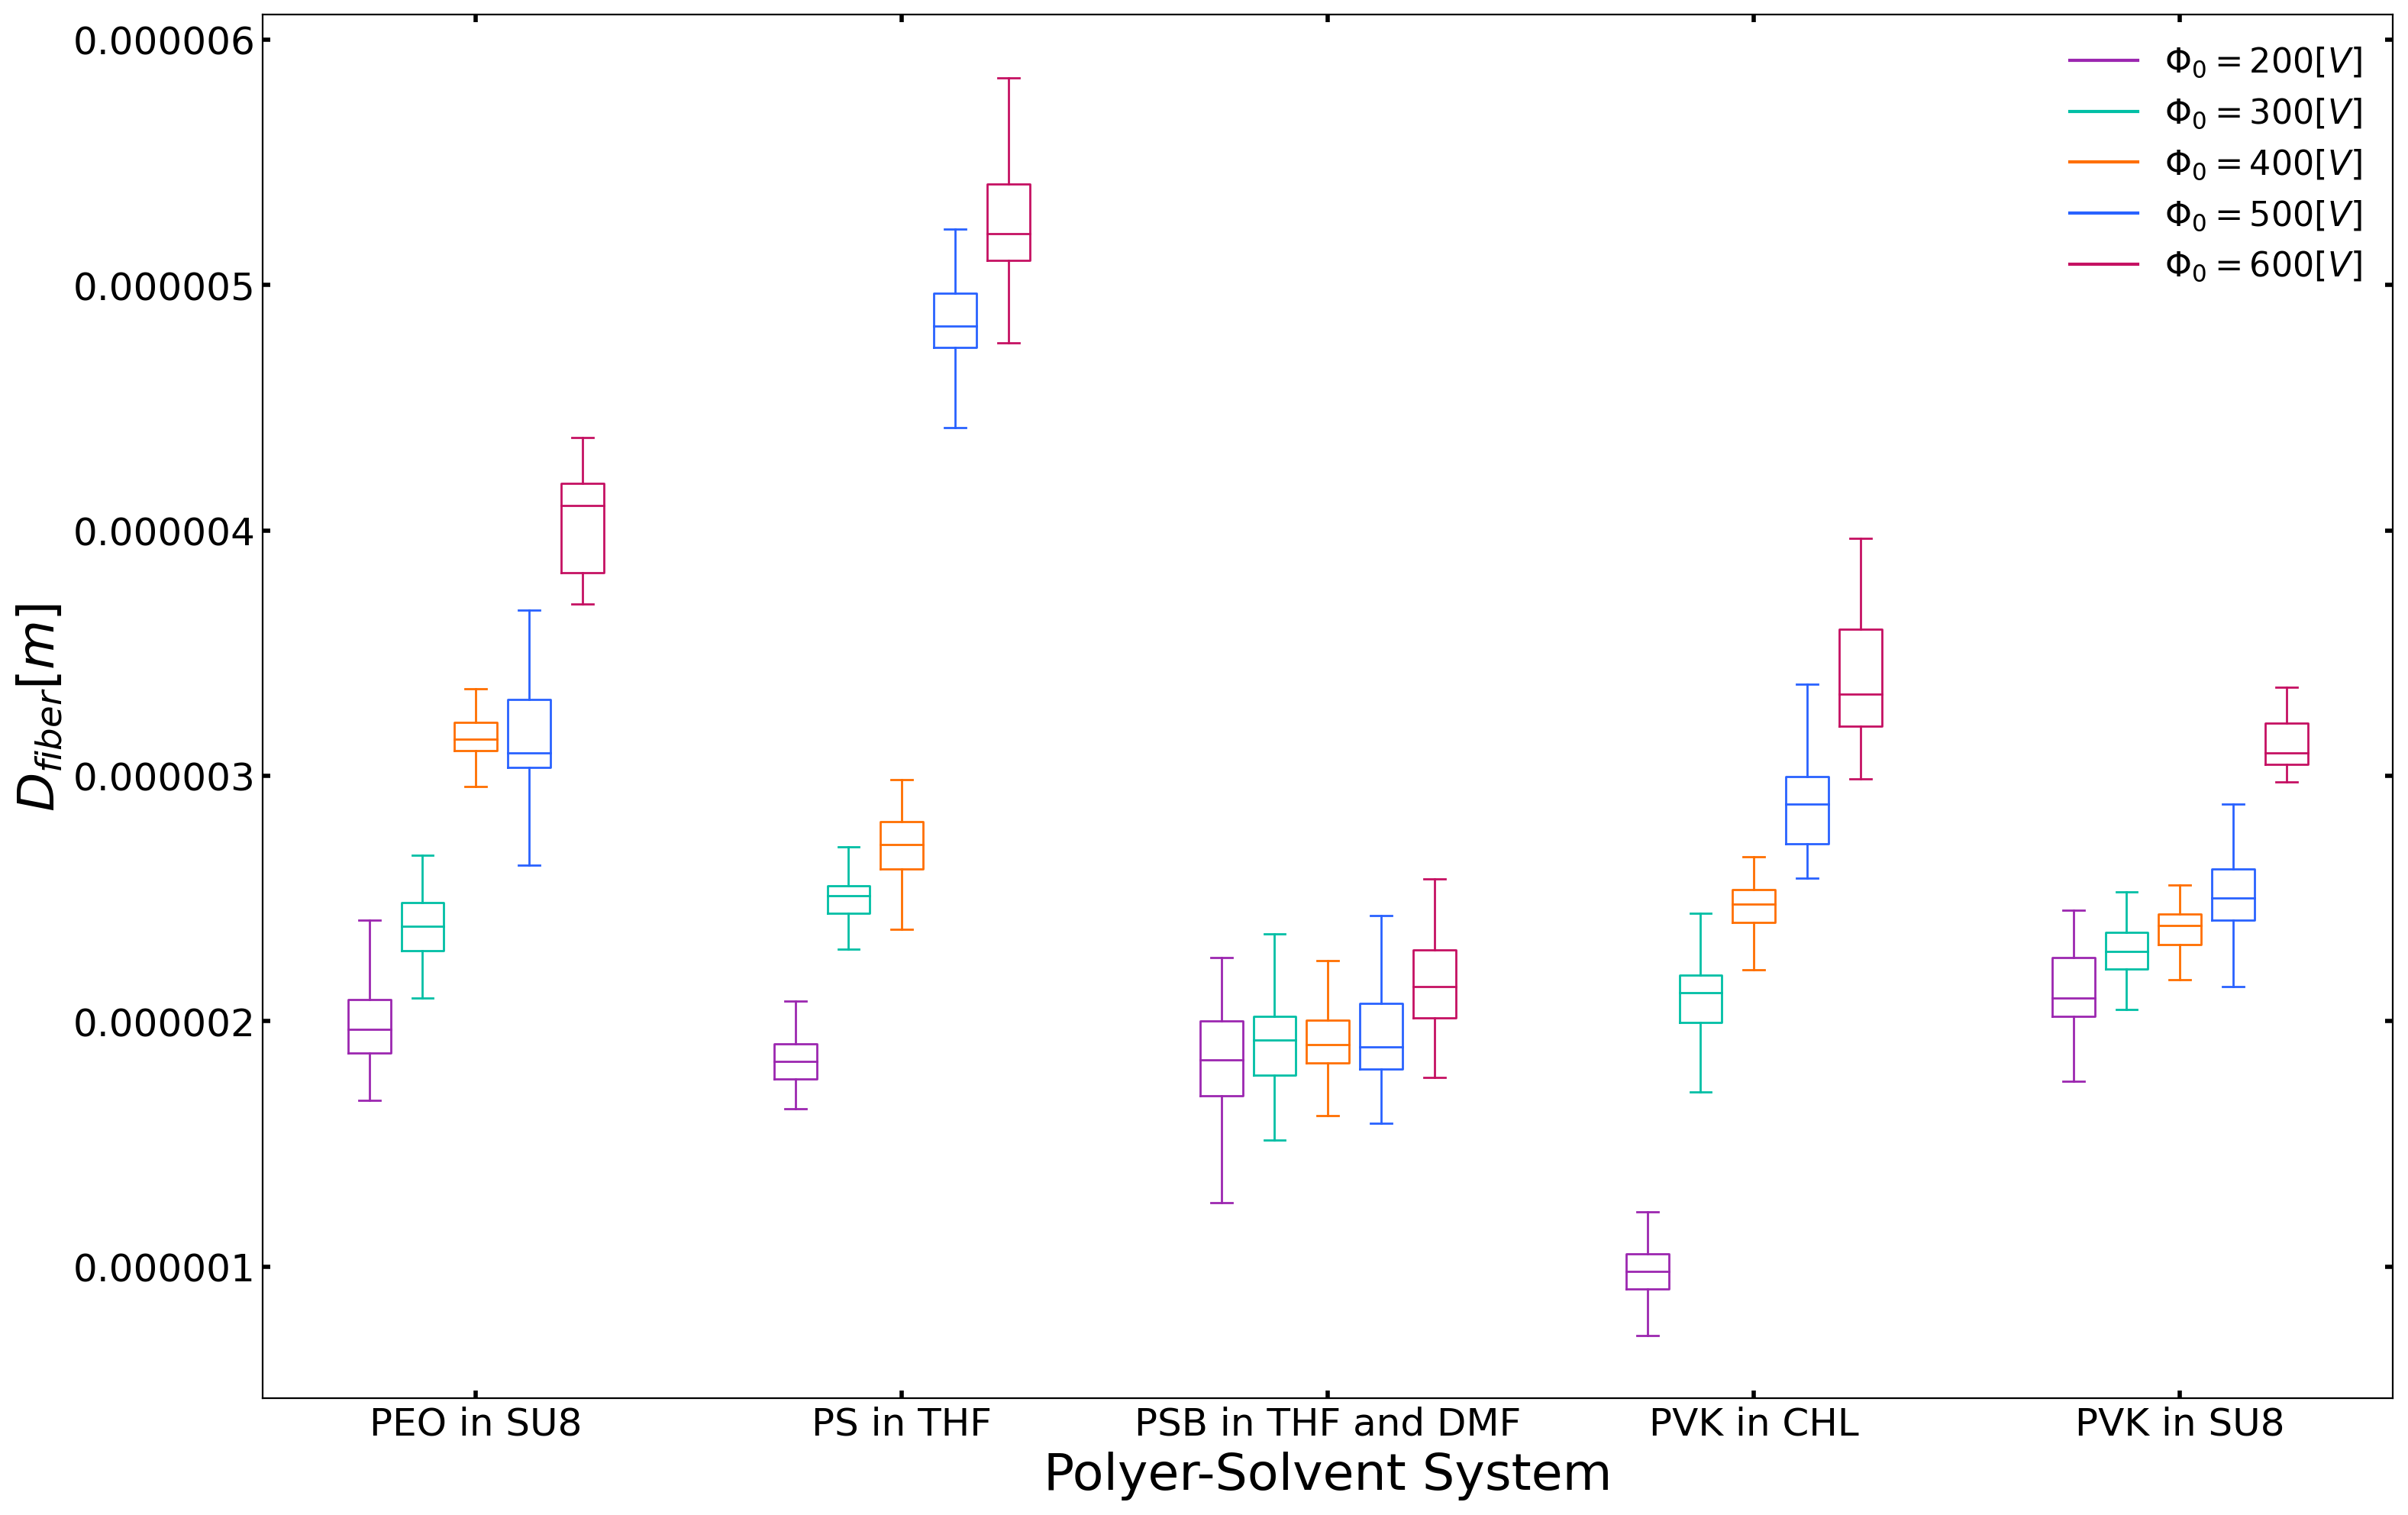 0.000006
0.000005
0.000004
0.000003
0.000002
0.000001
D_fiber[m]
Φ₀ = 200[V]
Φ₀ = 300[V]
Φ₀ = 400[V]
Φ₀ = 500[V]
Φ₀ = 600[V]
PEO in SU8
PS in THF
PSB in THF and DMF
PVK in CHL
PVK in SU8
Polyer-Solvent System